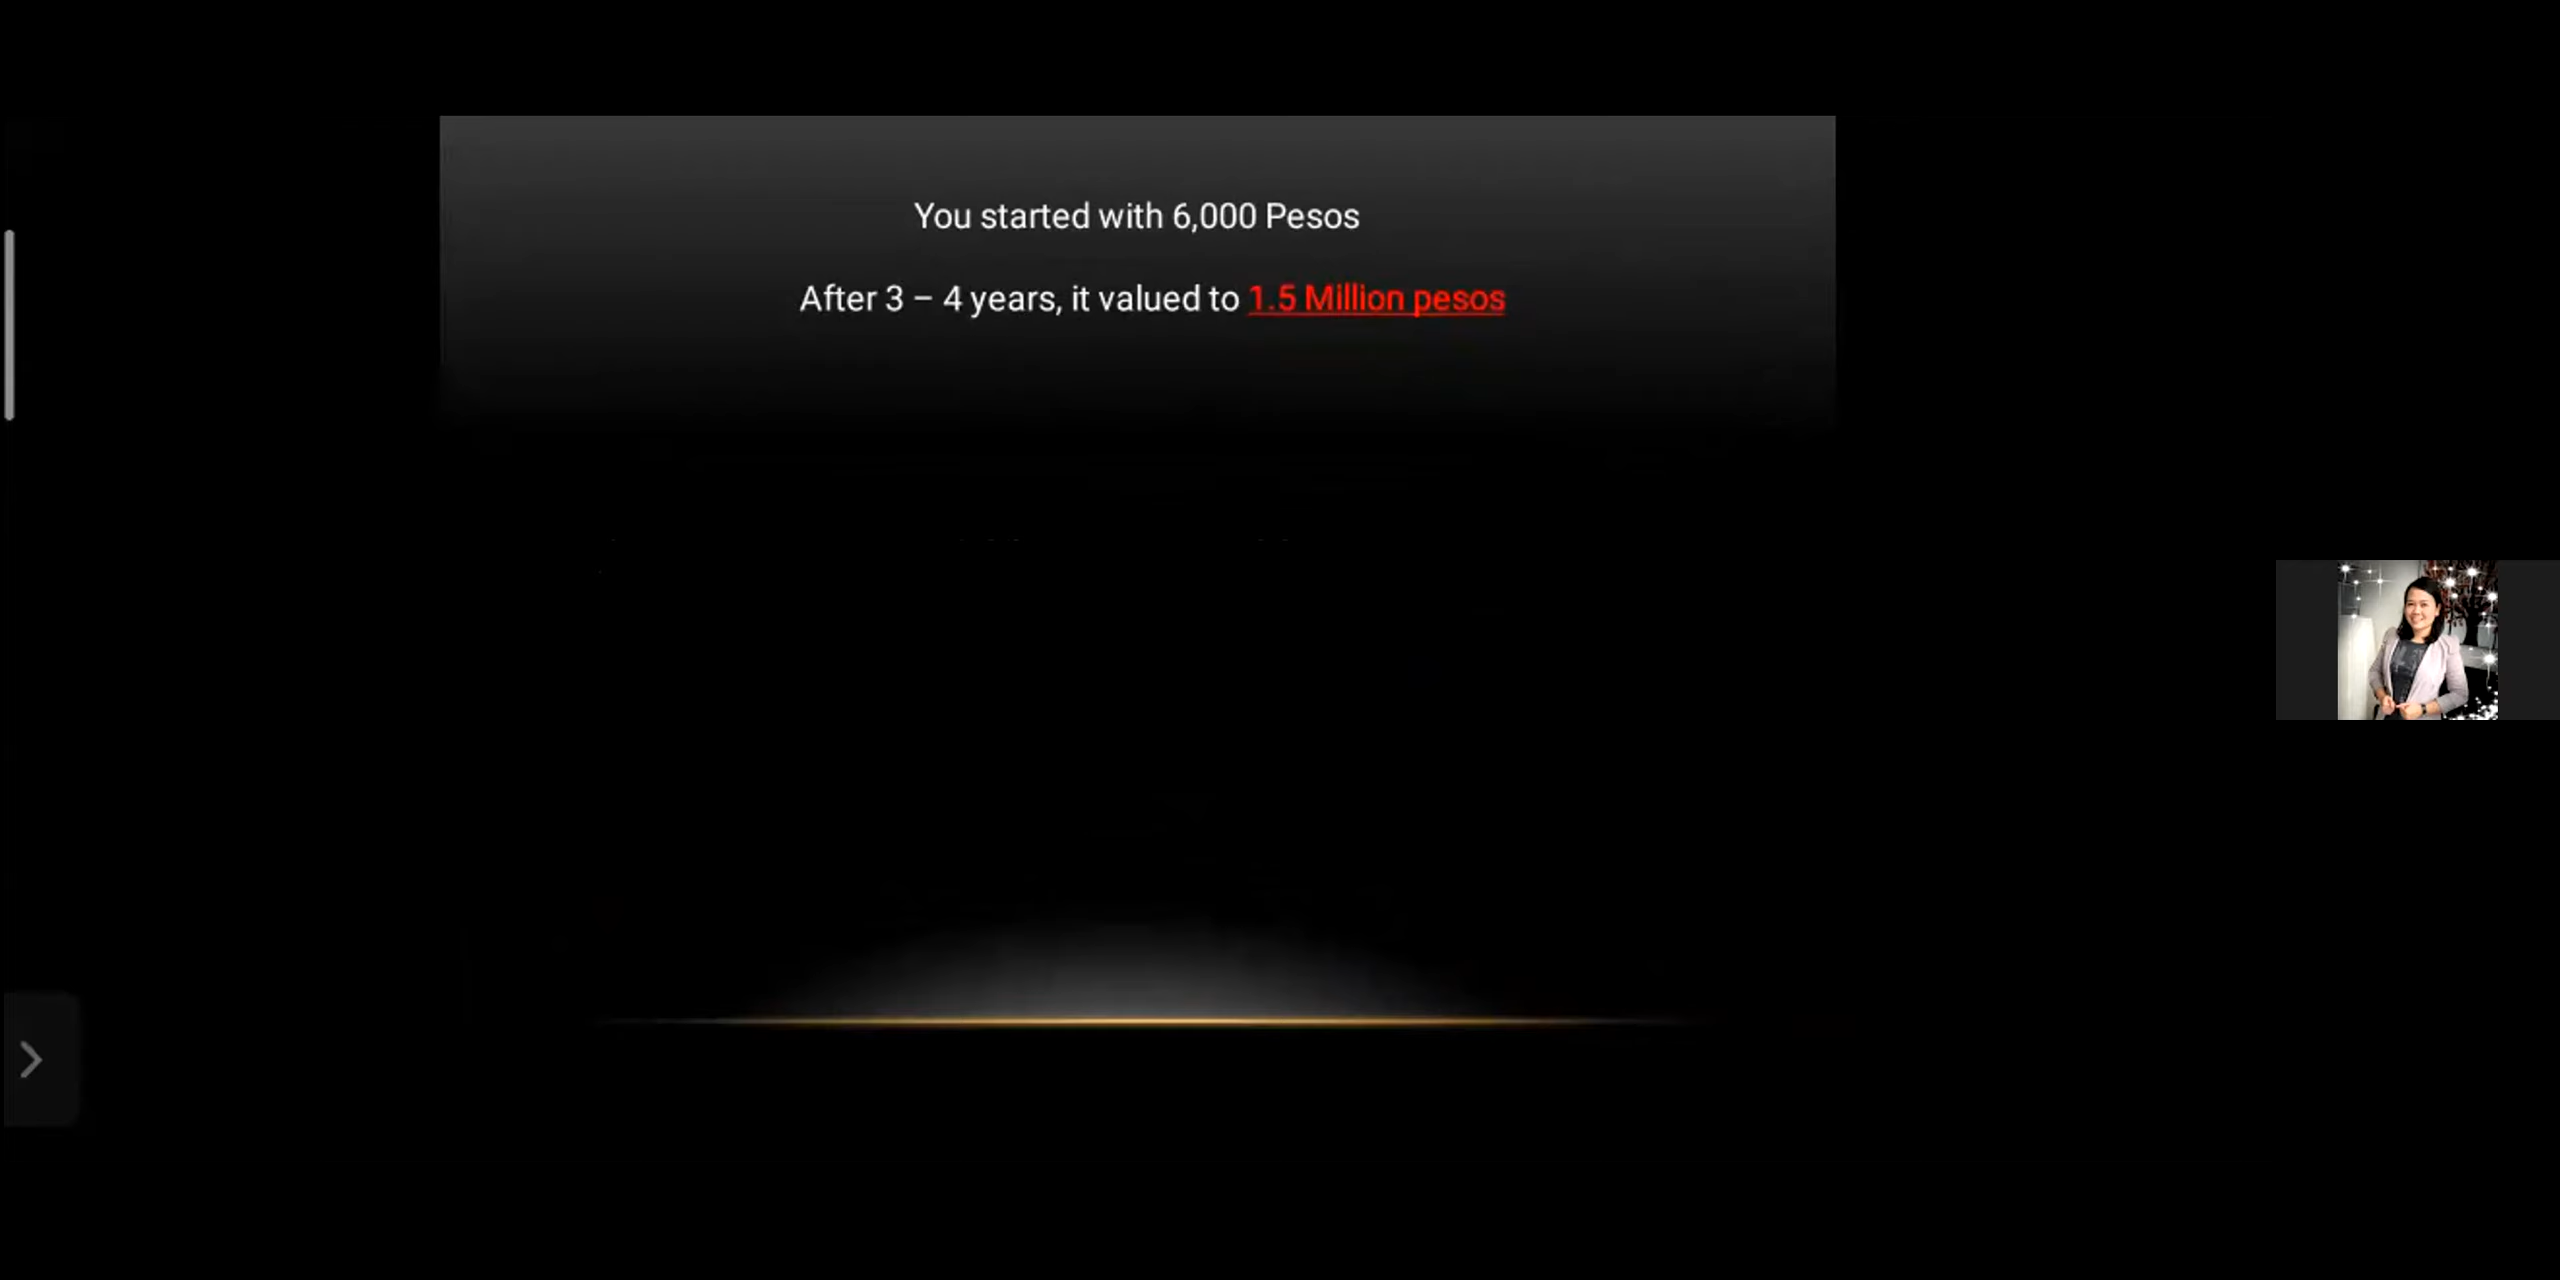 You started with 6,000 Pesos
After 3 – 4 years, it valued to 1.5 Million pesos